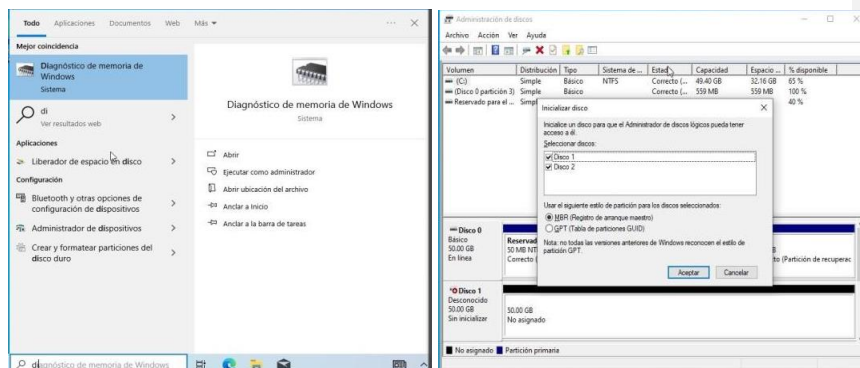 Todo Aplicaciones Documentos Web Más
Mejor coincidencia
Diagnóstico de memoria de
Windows
Sistema
di
Ver resultados web
Aplicaciones
Liberador de espacio en disco
Configuración
Bluetooth y otras opciones de
configuración de dispositivos
Administrador de dispositivos
Crear y formatear particiones del
disco duro
Diagnóstico de memoria de Windows
Sistema
Abrir
Ejecutar como administrador
Abrir ubicación del archivo
Anclar a Inicio
Anclar a la barra de tareas
diagnóstico de memoria de Windows
Administración de discos
Archivo Acción Ver Ayuda
Volumen Distribución Tipo Sistema de ... Estado Capacidad Espacio ... % disponible
(C:) Simple Básico NTFS Correcto (... 49.40 GB 32.16 GB 65 %
(Disco 0 partición 3) Simple Básico Correcto (... 559 MB 559 MB 100 %
Reservado para el ... Simpl 40 %
Inicializar disco
Inicialice un disco para que el Administrador de discos lógicos pueda tener
acceso a él.
Seleccionar discos:
Disco 1
Disco 2
Usar el siguiente estilo de partición para los discos seleccionados:
MBR (Registro de arranque maestro)
GPT (Tabla de particiones GUID)
Nota: no todas las versiones anteriores de Windows reconocen el estilo de
partición GPT.
Aceptar Cancelar
Disco 0
Básico
50.00 GB
En línea
Reservad
50 MB NT
Correcto (
(Partición de recuperac
Disco 1
Desconocido
50.00 GB
Sin inicializar
50.00 GB
No asignado
No asignado Partición primaria